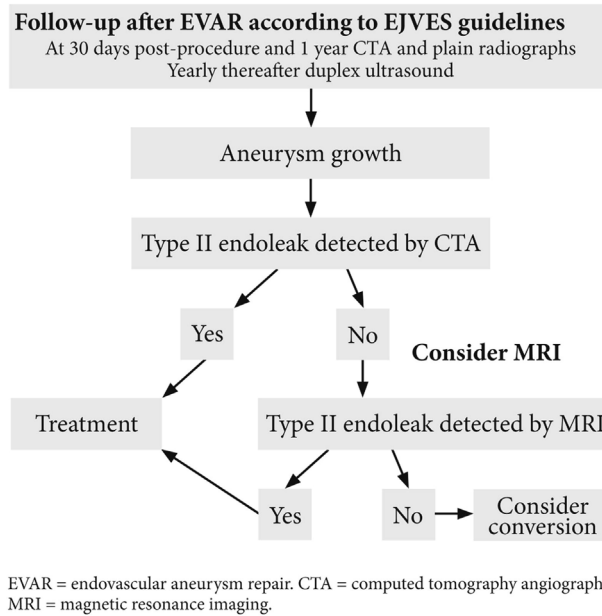 Follow-up after EVAR according to EJVES guidelines
At 30 days post-procedure and 1 year CTA and plain radiographs
Yearly thereafter duplex ultrasound
Aneurysm growth
Type II endoleak detected by CTA
Yes
No
Consider MRI
Treatment
Type II endoleak detected by MRI
Yes
No
Consider
conversion
EVAR = endovascular aneurysm repair. CTA = computed tomography angiograph
MRI = magnetic resonance imaging.